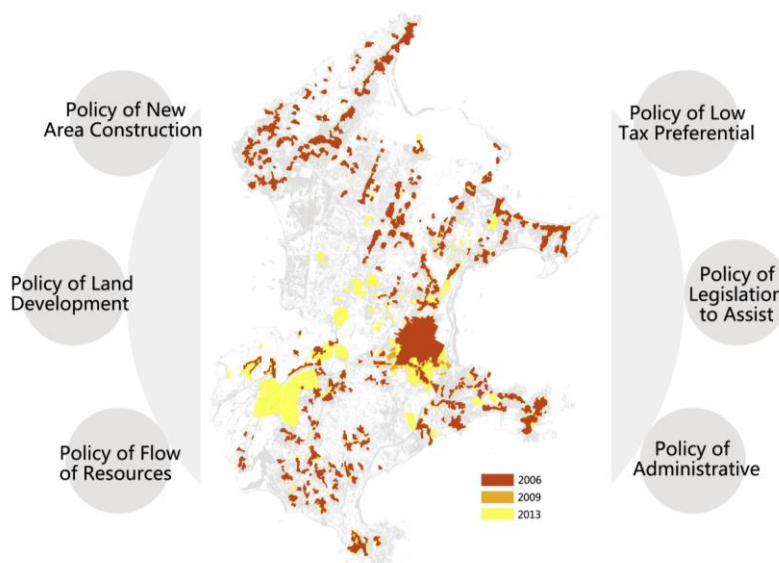 Policy of New
Area Construction
Policy of Land
Development
Policy of Flow
of Resources
Policy of Low
Tax Preferential
Policy of
Legislation
to Assist
Policy of
Administrative
2006
2009
2013